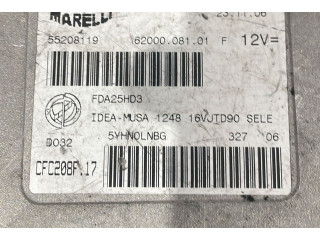 MARELLI 23.11.06
55208119 62000.081.01 F 12V=
FDA25HD3
IDEA-MUSA 1248 16VJTD90 SELE
5YHNOLNBG 327 06
D032
CFC208F.17